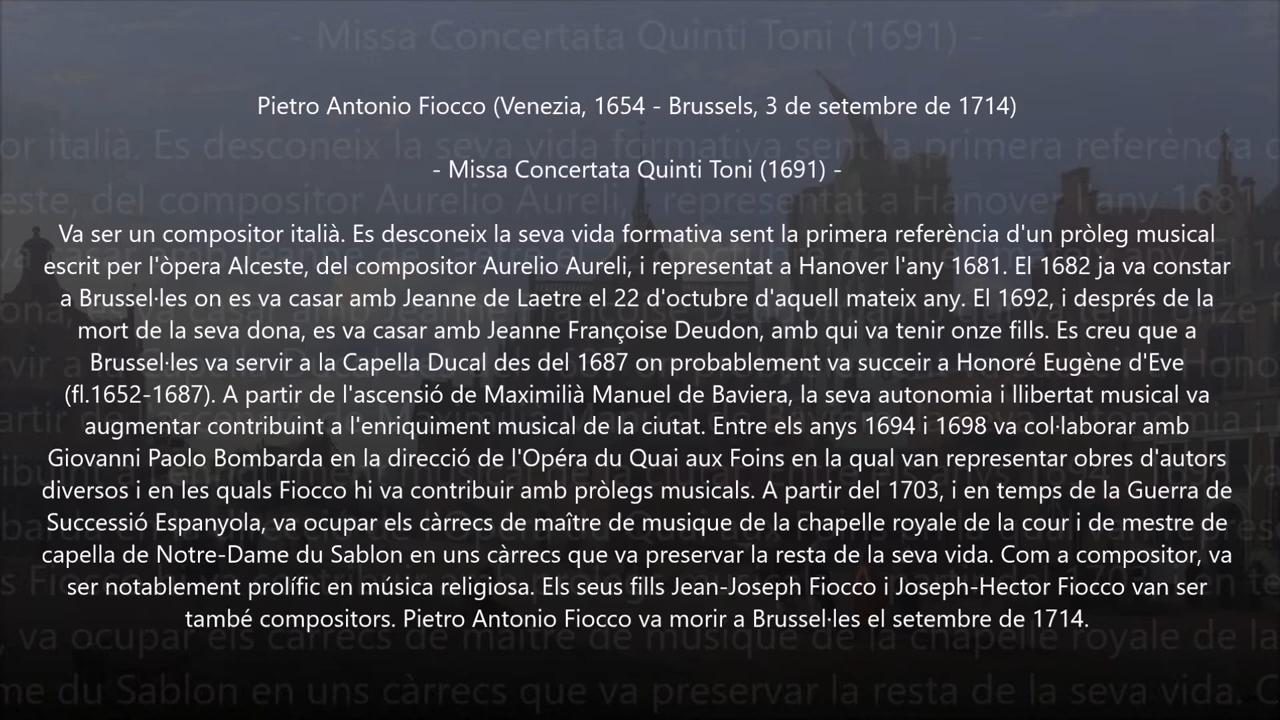 - Missa Concertata Quinti Toni (1691) -
Pietro Antonio Fiocco (Venezia, 1654 - Brussels, 3 de setembre de 1714)
- Missa Concertata Quinti Toni (1691) -
Va ser un compositor italià. Es desconeix la seva vida formativa sent la primera referència d'un pròleg musical
escrit per l'òpera Alceste, del compositor Aurelio Aureli, i representat a Hanover l'any 1681. El 1682 ja va constar
a Brussel·les on es va casar amb Jeanne de Laetre el 22 d'octubre d'aquell mateix any. El 1692, i després de la
mort de la seva dona, es va casar amb Jeanne Françoise Deudon, amb qui va tenir onze fills. Es creu que a
Brussel·les va servir a la Capella Ducal des del 1687 on probablement va succeir a Honoré Eugène d'Eve
(fl.1652-1687). A partir de l'ascensió de Maximilià Manuel de Baviera, la seva autonomia i llibertat musical va
augmentar contribuint a l'enriquiment musical de la ciutat. Entre els anys 1694 i 1698 va col·laborar amb
Giovanni Paolo Bombarda en la direcció de l'Opéra du Quai aux Foins en la qual van representar obres d'autors
diversos i en les quals Fiocco hi va contribuir amb pròlegs musicals. A partir del 1703, i en temps de la Guerra de
Successió Espanyola, va ocupar els càrrecs de maître de musique de la chapelle royale de la cour i de mestre de
capella de Notre-Dame du Sablon en uns càrrecs que va preservar la resta de la seva vida. Com a compositor, va
ser notablement prolífic en música religiosa. Els seus fills Jean-Joseph Fiocco i Joseph-Hector Fiocco van ser
també compositors. Pietro Antonio Fiocco va morir a Brussel·les el setembre de 1714.